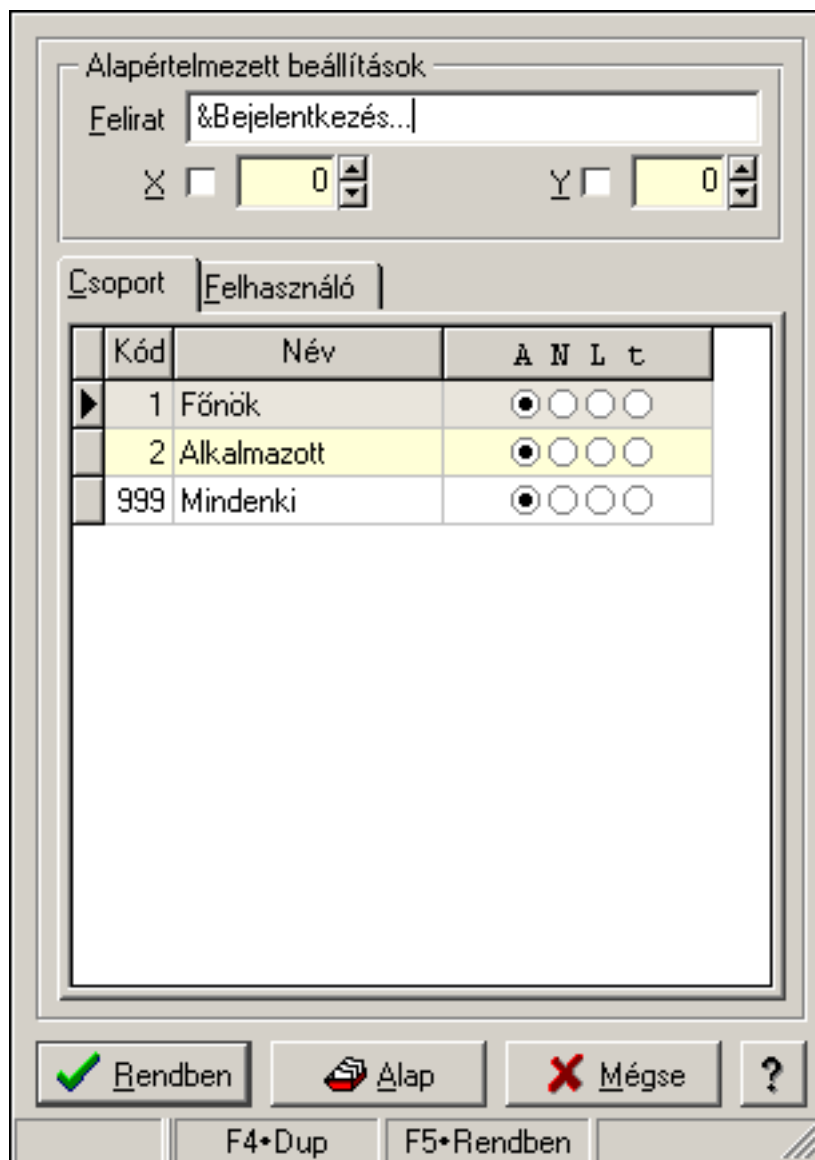 Alapértelmezett beállítások
Felirat &Bejelentkezés...
X 0 Y 0
Csoport Felhasználó
Kód Név A N L t
1 Főnök
2 Alkalmazott
999 Mindenki
Rendben Alap Mégse ?
F4•Dup F5•Rendben